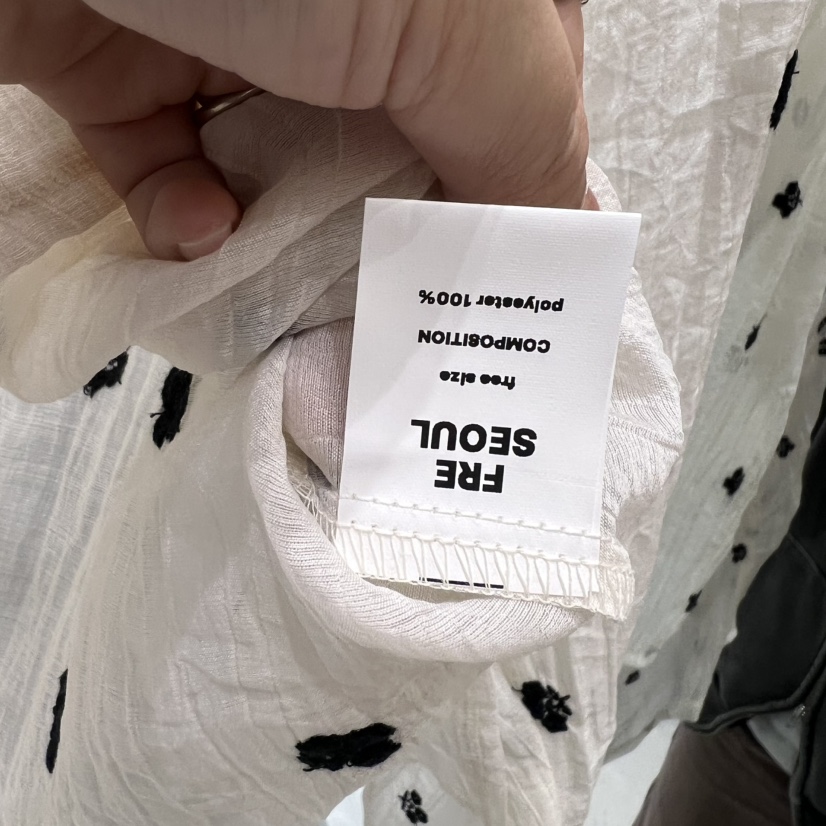 FRE
SEOUL
free size
COMPOSITION
polyester 100%